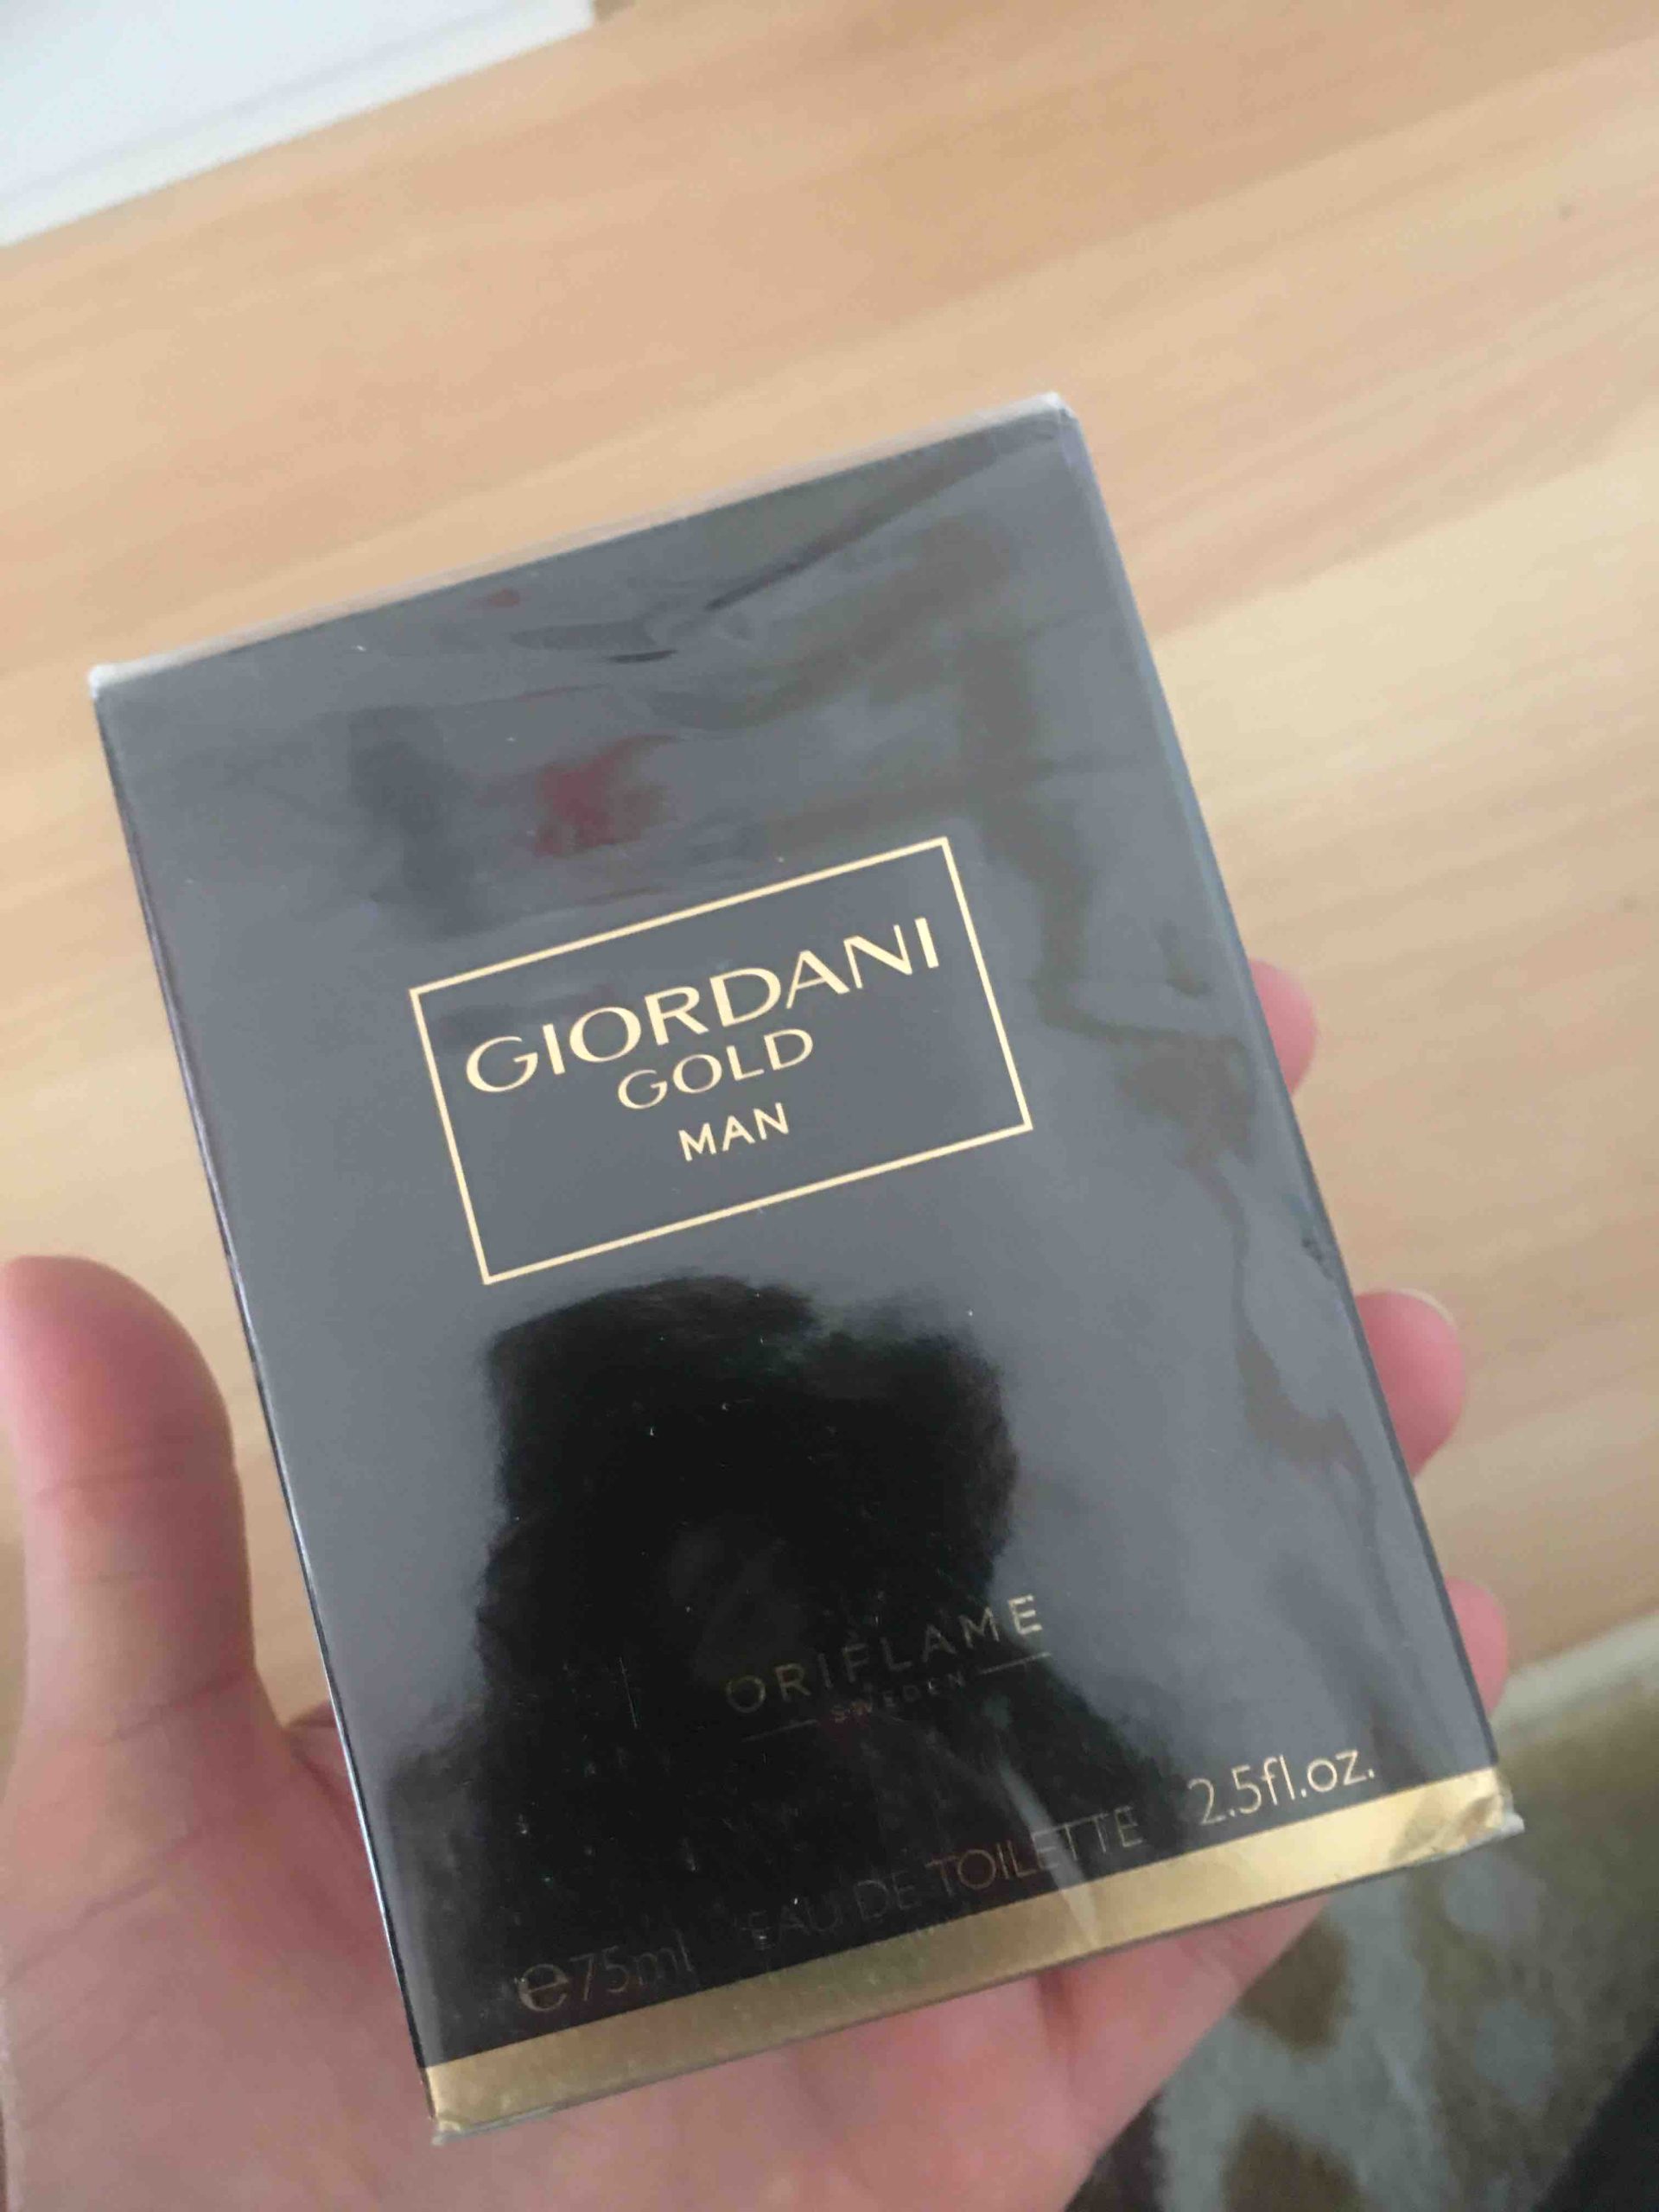 GIORDANI
GOLD
MAN
ORIFLAME
SWEDEN
e75ml EAU DE TOILETTE 2.5fl.oz.